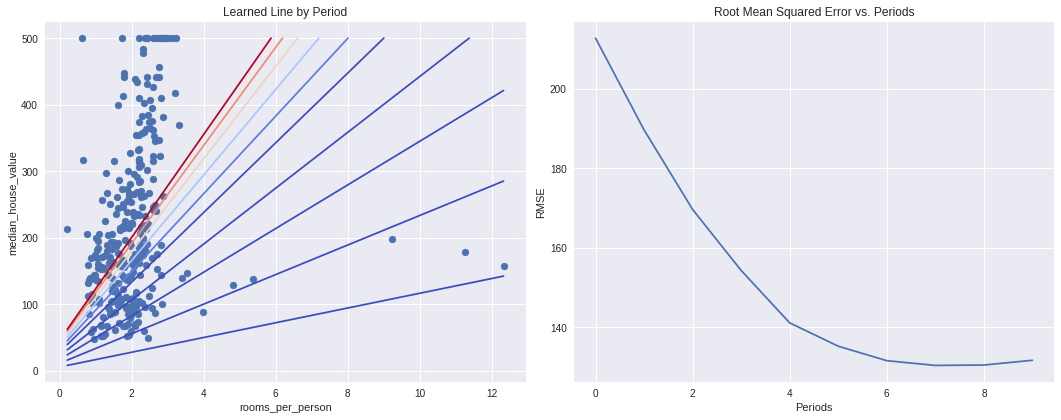 Learned Line by Period
500
400
300
200
100
0
median_house_value
0 2 4 6 8 10 12
rooms_per_person
Root Mean Squared Error vs. Periods
200
180
160
140
RMSE
0 2 4 6 8
Periods